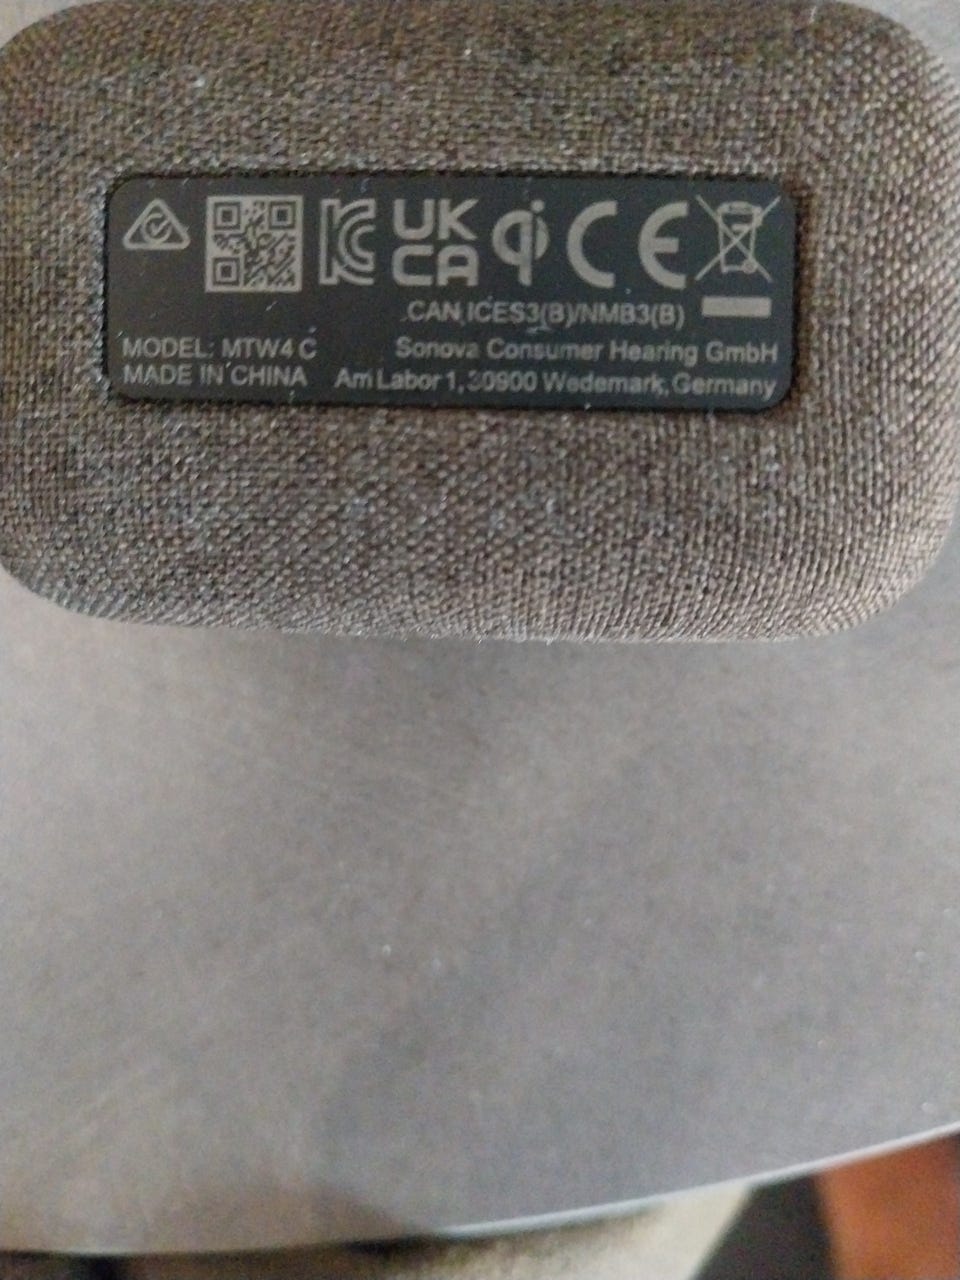 UK
CA
CE
CAN ICES3(B)/NMB3(B)
MODEL: MTW4 C
Sonova Consumer Hearing GmbH
MADE IN CHINA
Am Labor 1, 30900 Wedemark, Germany